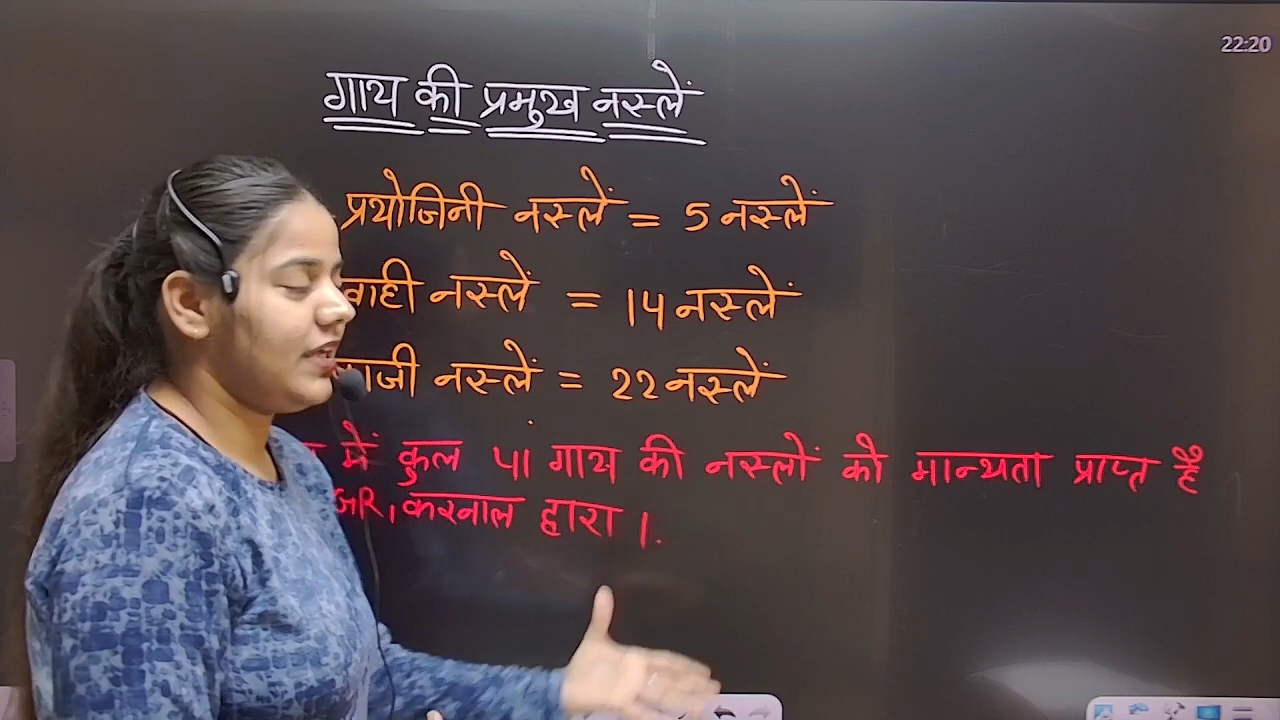 22:20
गाय की प्रमुख नस्लें
प्रयोजिनी नस्लें = 5 नस्लें
वाही नस्लें = 14 नस्लें
नस्लें = 22 नस्लें
में कुल 41 गाय की नस्लों को मान्यता प्राप्त है
करनाल द्वारा ।